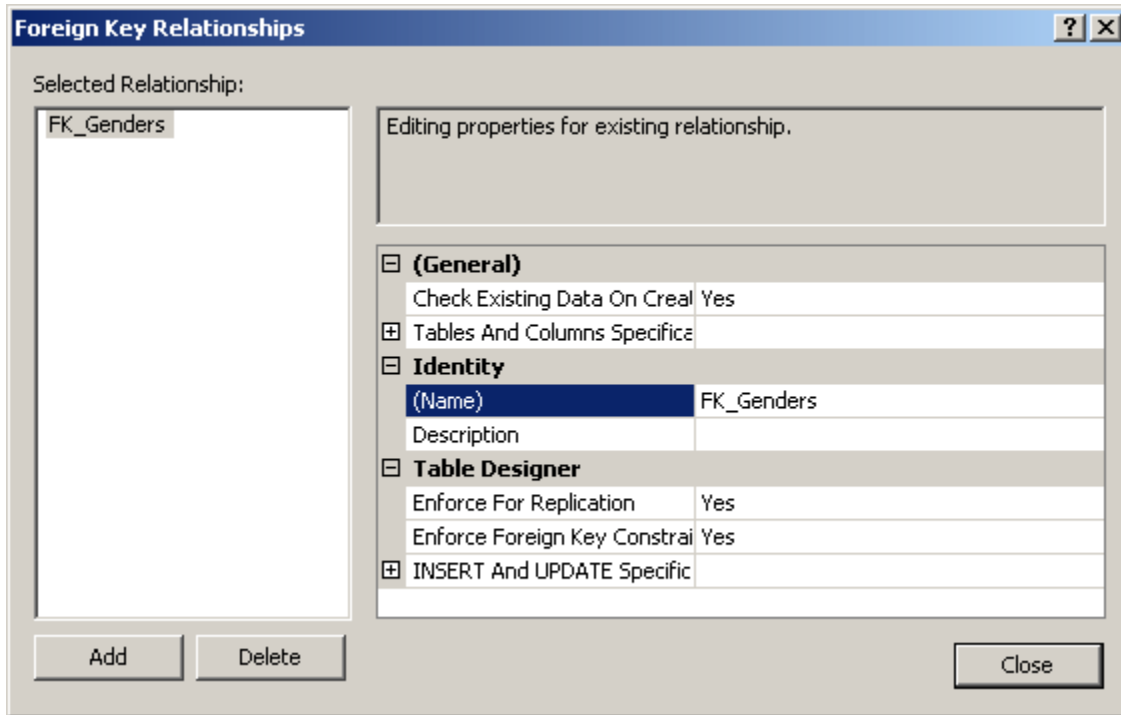 Foreign Key Relationships
Selected Relationship:
FK_Genders
Editing properties for existing relationship.
(General)
Check Existing Data On Creat Yes
Tables And Columns Specifica
Identity
(Name) FK_Genders
Description
Table Designer
Enforce For Replication Yes
Enforce Foreign Key Constrai Yes
INSERT And UPDATE Specific
Add Delete
Close